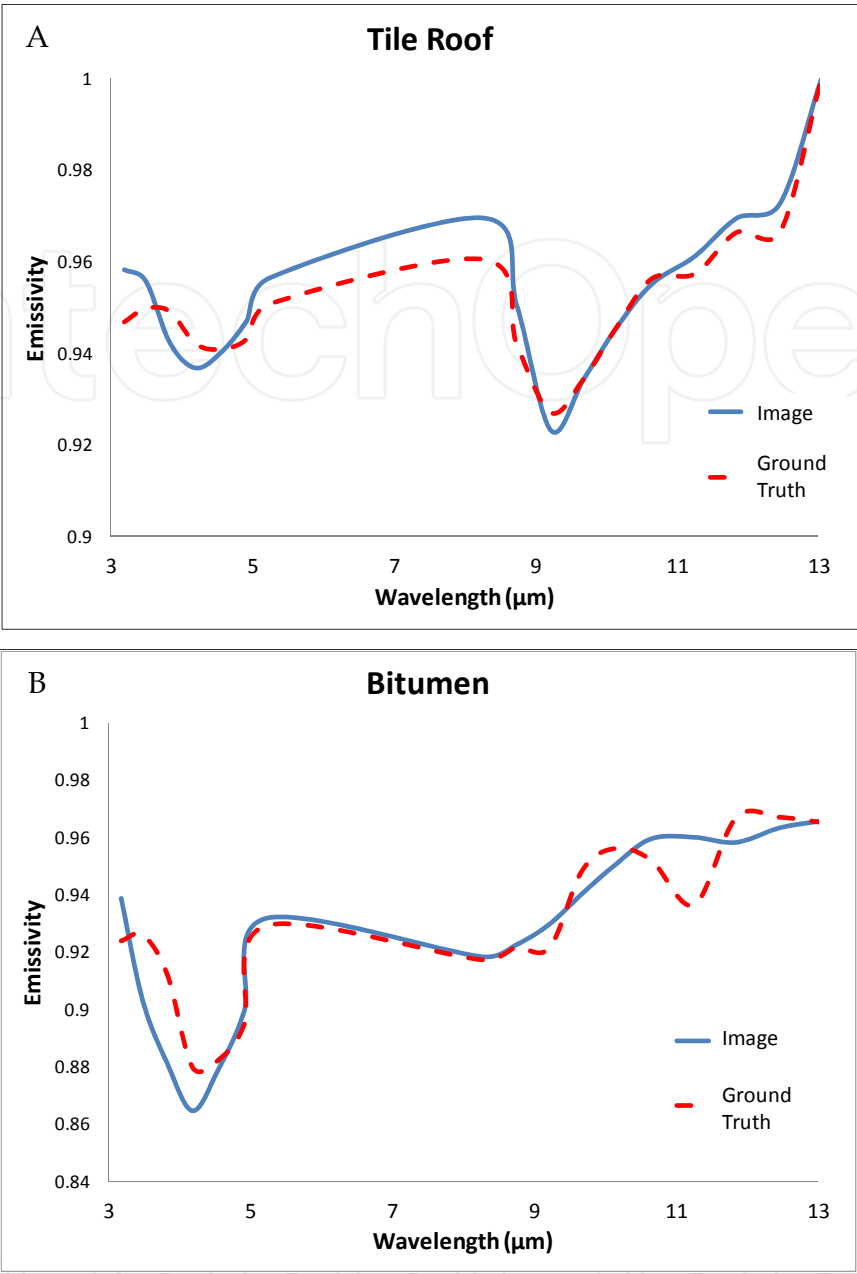 A
Tile Roof
1
0.98
0.96
0.94
0.92
0.9
Emissivity
Image
Ground
Truth
3 5 7 9 11 13
Wavelength (µm)
ntechOpe
B
Bitumen
1
0.98
0.96
0.94
0.92
0.9
0.88
0.86
0.84
Emissivity
Image
Ground
Truth
3 5 7 9 11 13
Wavelength (µm)